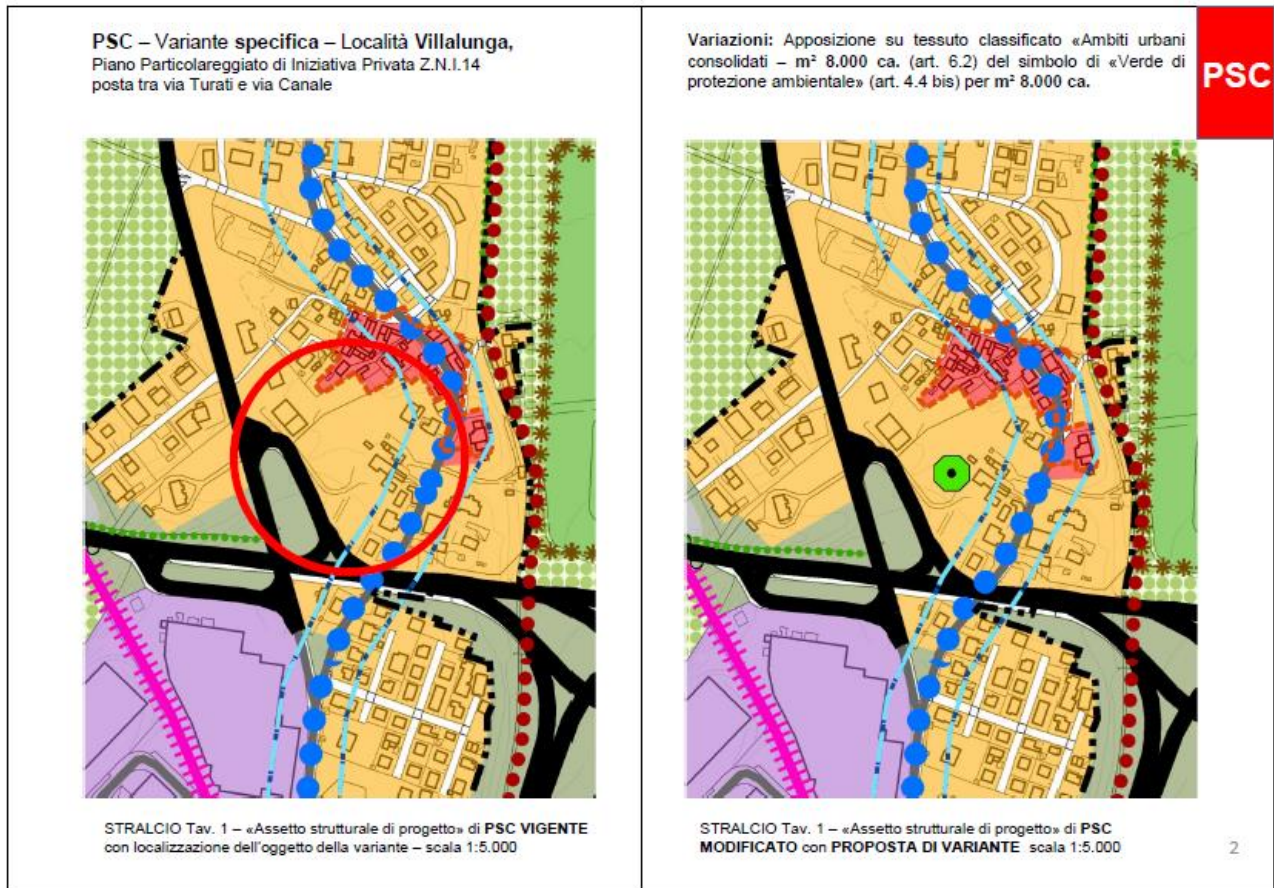 PSC – Variante specifica – Località Villalunga,
Piano Particolareggiato di Iniziativa Privata Z.N.I.14
posta tra via Turati e via Canale
Variazioni: Apposizione su tessuto classificato «Ambiti urbani
consolidati – m² 8.000 ca. (art. 6.2) del simbolo di «Verde di
protezione ambientale» (art. 4.4 bis) per m² 8.000 ca.
PSC
STRALCIO Tav. 1 – «Assetto strutturale di progetto» di PSC VIGENTE
con localizzazione dell'oggetto della variante – scala 1:5.000
STRALCIO Tav. 1 – «Assetto strutturale di progetto» di PSC
MODIFICATO con PROPOSTA DI VARIANTE scala 1:5.000
2